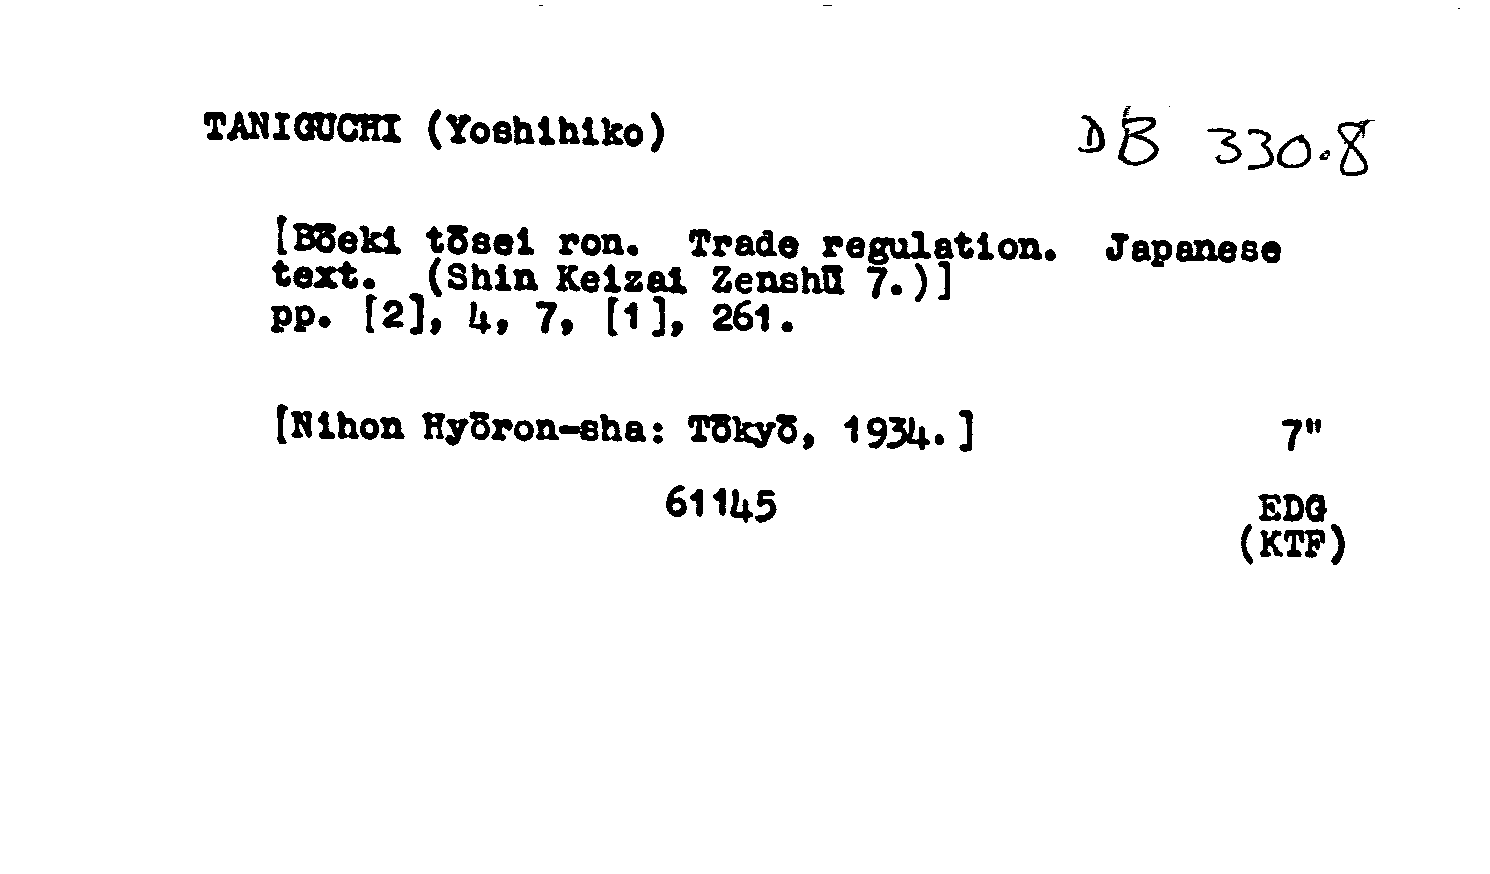 TANIGUCHI (Yoshihiko)
DB 330.8
[Bōeki tōsei ron. Trade regulation. Japanese
text. (Shin Keizai Zenshū 7.)]
pp. [2], 4, 7, [1], 261.
[Nihon Hyōron-sha: Tōkyō, 1934.]
7"
61145
EDG
(KTF)